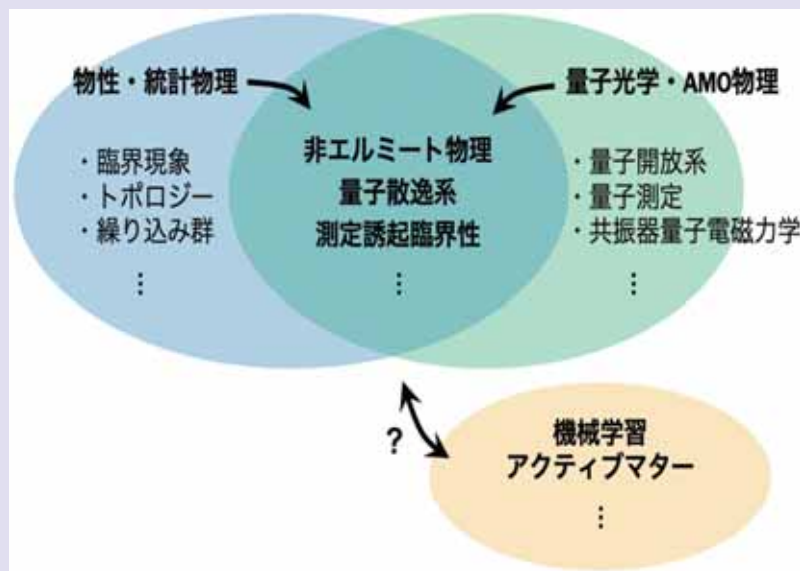 物性・統計物理
・臨界現象
・トポロジー
・繰り込み群
⋮
非エルミート物理
量子散逸系
測定誘起臨界性
⋮
量子光学・AMO物理
・量子開放系
・量子測定
・共振器量子電磁力学
⋮
?
機械学習
アクティブマター
⋮